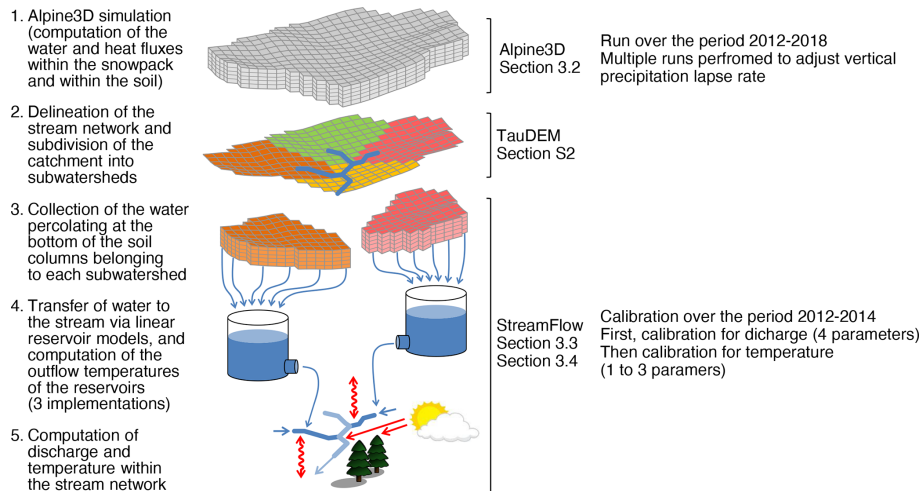 1. Alpine3D simulation
(computation of the
water and heat fluxes
within the snowpack
and within the soil)
Alpine3D
Section 3.2
Run over the period 2012-2018
Multiple runs perfromed to adjust vertical
precipitation lapse rate
2. Delineation of the
stream network and
subdivision of the
catchment into
subwatersheds
TauDEM
Section S2
3. Collection of the water
percolating at the
bottom of the soil
columns belonging
to each subwatershed
4. Transfer of water to
the stream via linear
reservoir models, and
computation of the
outflow temperatures
of the reservoirs
(3 implementations)
5. Computation of
discharge and
temperature within
the stream network
StreamFlow
Section 3.3
Section 3.4
Calibration over the period 2012-2014
First, calibration for dicharge (4 parameters)
Then calibration for temperature
(1 to 3 paramers)